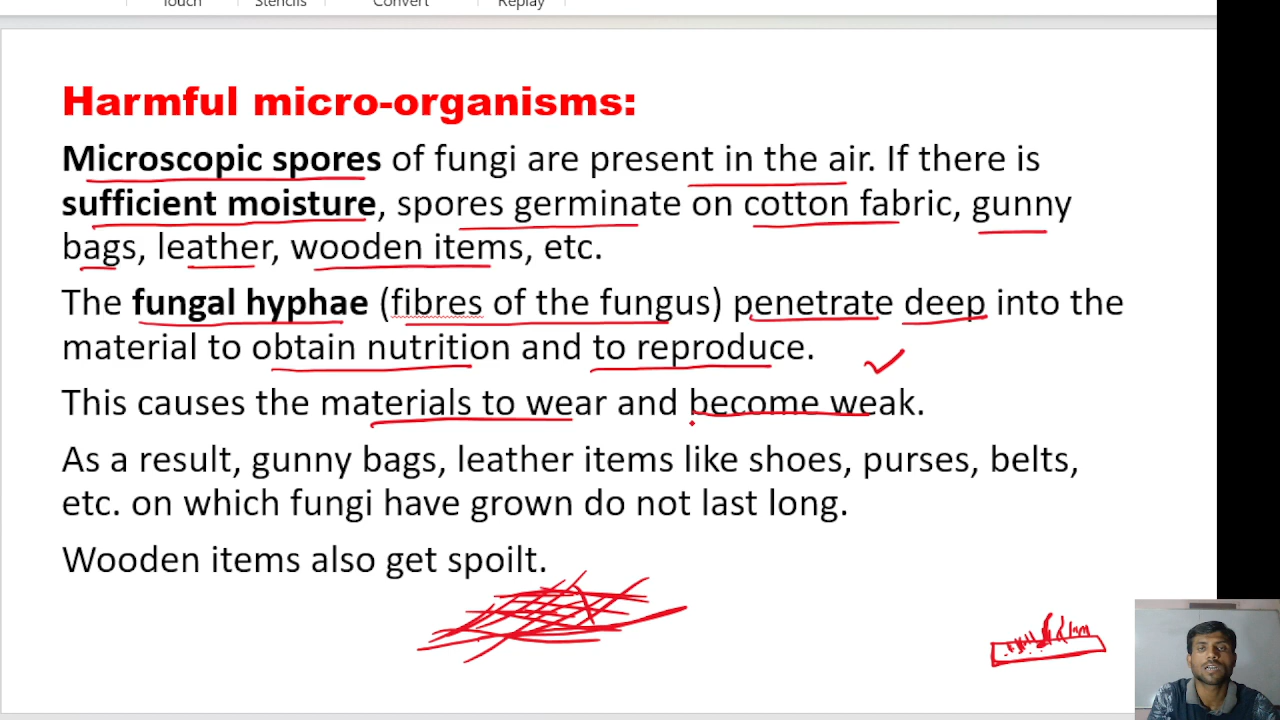 Touch Stencils Convert Replay
Harmful micro-organisms:
Microscopic spores of fungi are present in the air. If there is
sufficient moisture, spores germinate on cotton fabric, gunny
bags, leather, wooden items, etc.
The fungal hyphae (fibres of the fungus) penetrate deep into the
material to obtain nutrition and to reproduce.
This causes the materials to wear and become weak.
As a result, gunny bags, leather items like shoes, purses, belts,
etc. on which fungi have grown do not last long.
Wooden items also get spoilt.